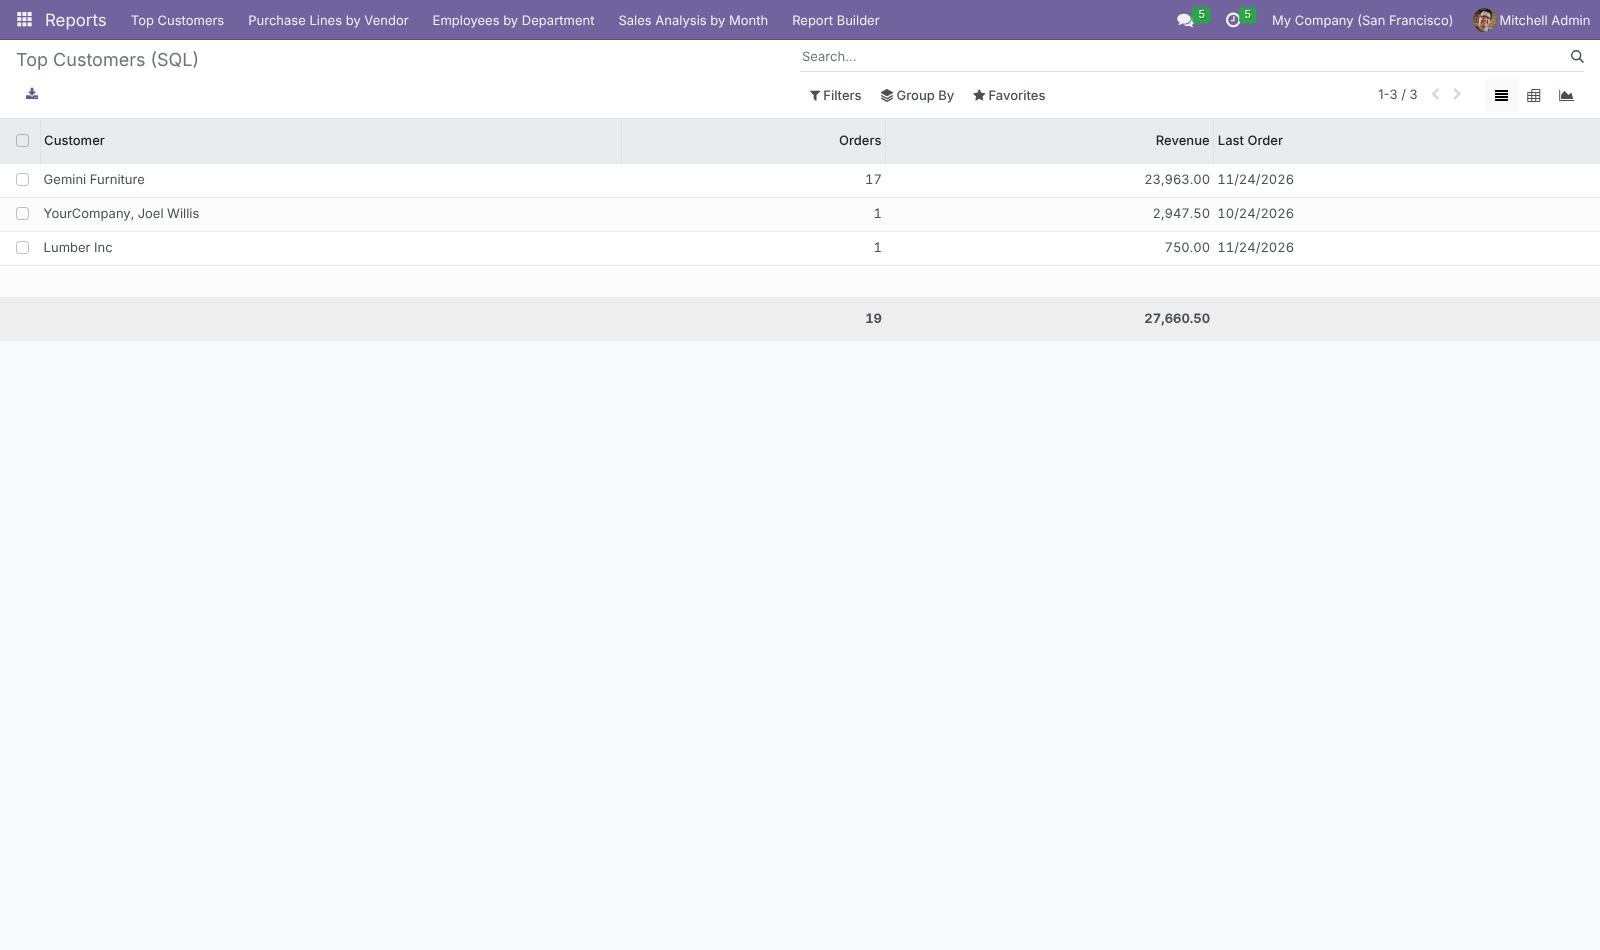 Reports Top Customers Purchase Lines by Vendor Employees by Department Sales Analysis by Month Report Builder 5 5 My Company (San Francisco) Mitchell Admin
Top Customers (SQL) Search...
Filters Group By Favorites 1-3 / 3
Customer Orders Revenue Last Order
Gemini Furniture 17 23,963.00 11/24/2026
YourCompany, Joel Willis 1 2,947.50 10/24/2026
Lumber Inc 1 750.00 11/24/2026
19 27,660.50